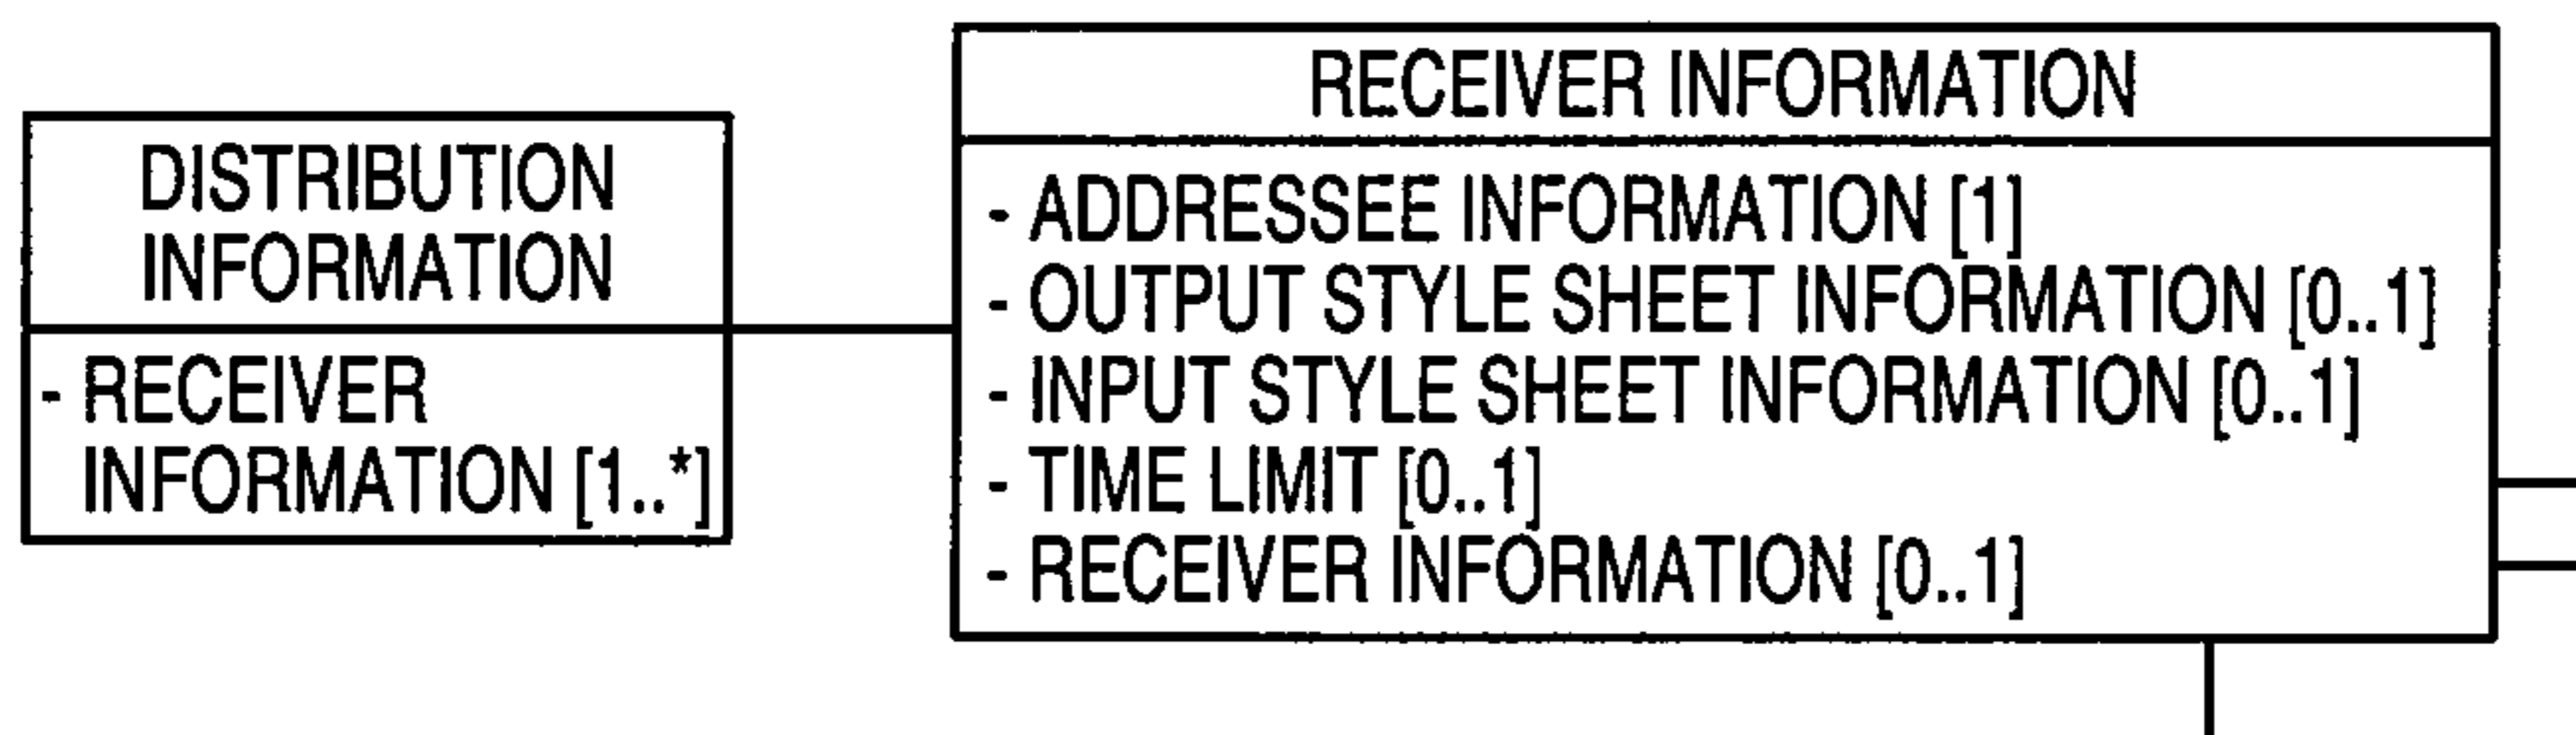 DISTRIBUTION
INFORMATION
- RECEIVER
INFORMATION [1..*]
RECEIVER INFORMATION
- ADDRESSEE INFORMATION [1]
- OUTPUT STYLE SHEET INFORMATION [0..1]
- INPUT STYLE SHEET INFORMATION [0..1]
- TIME LIMIT [0..1]
- RECEIVER INFORMATION [0..1]